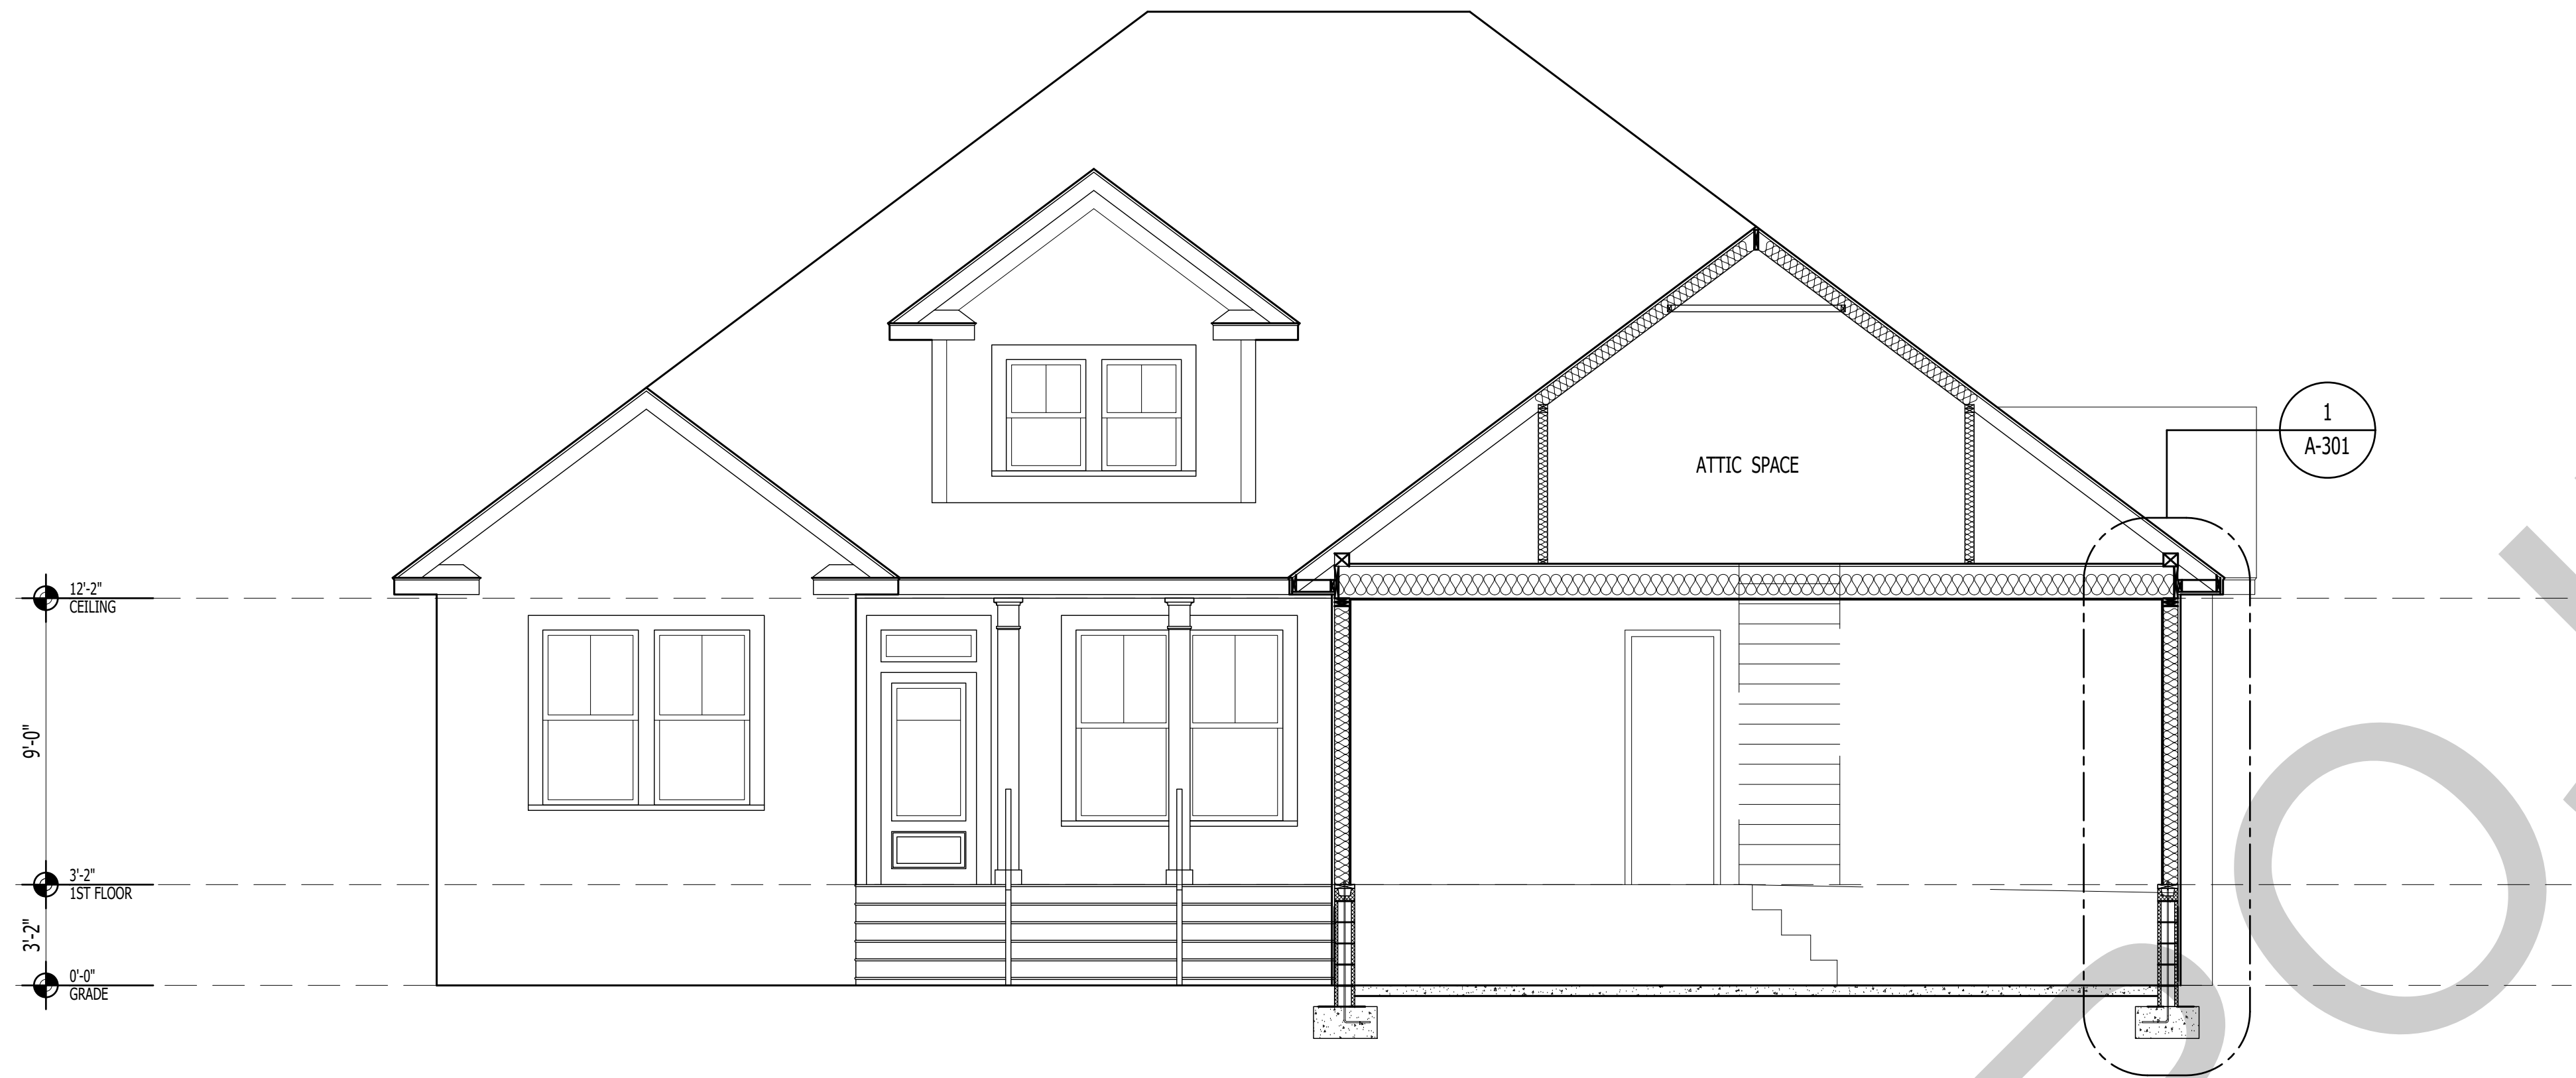 1
A-301
ATTIC SPACE
12'-2"
CEILING
9'-0"
3'-2"
1ST FLOOR
3'-2"
0'-0"
GRADE